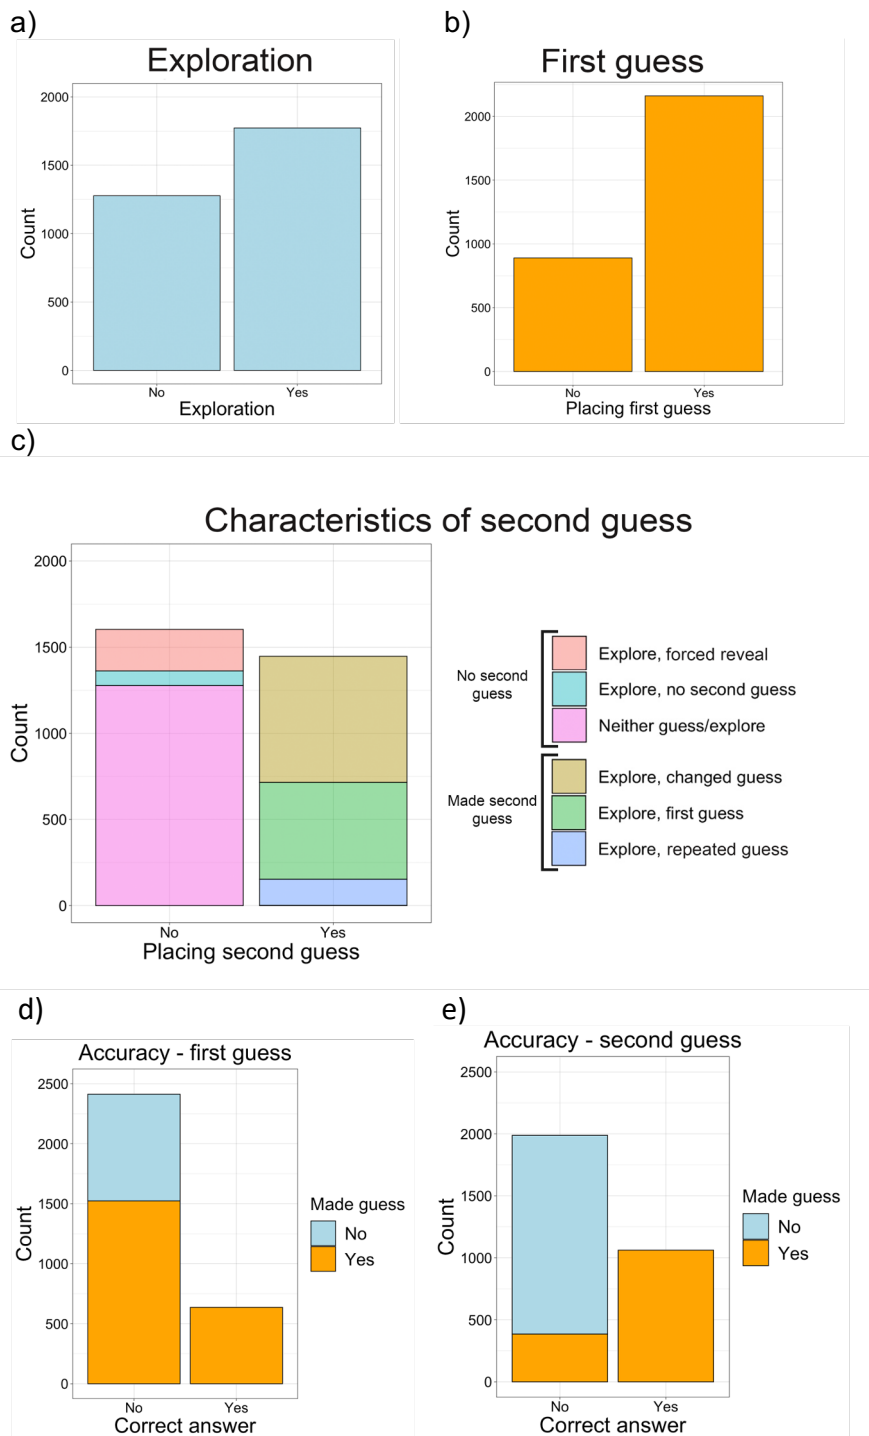 a)
Exploration
2000
1500
1000
500
0
Count
No Yes
Exploration
b)
First guess
2000
1500
1000
500
0
Count
No Yes
Placing first guess
c)
Characteristics of second guess
2000
1500
1000
500
0
Count
No Yes
Placing second guess
No second
guess
Explore, forced reveal
Explore, no second guess
Neither guess/explore
Made second
guess
Explore, changed guess
Explore, first guess
Explore, repeated guess
d)
Accuracy - first guess
2500
2000
1500
1000
500
0
Count
No Yes
Correct answer
Made guess
No
Yes
e)
Accuracy - second guess
2500
2000
1500
1000
500
0
Count
No Yes
Correct answer
Made guess
No
Yes